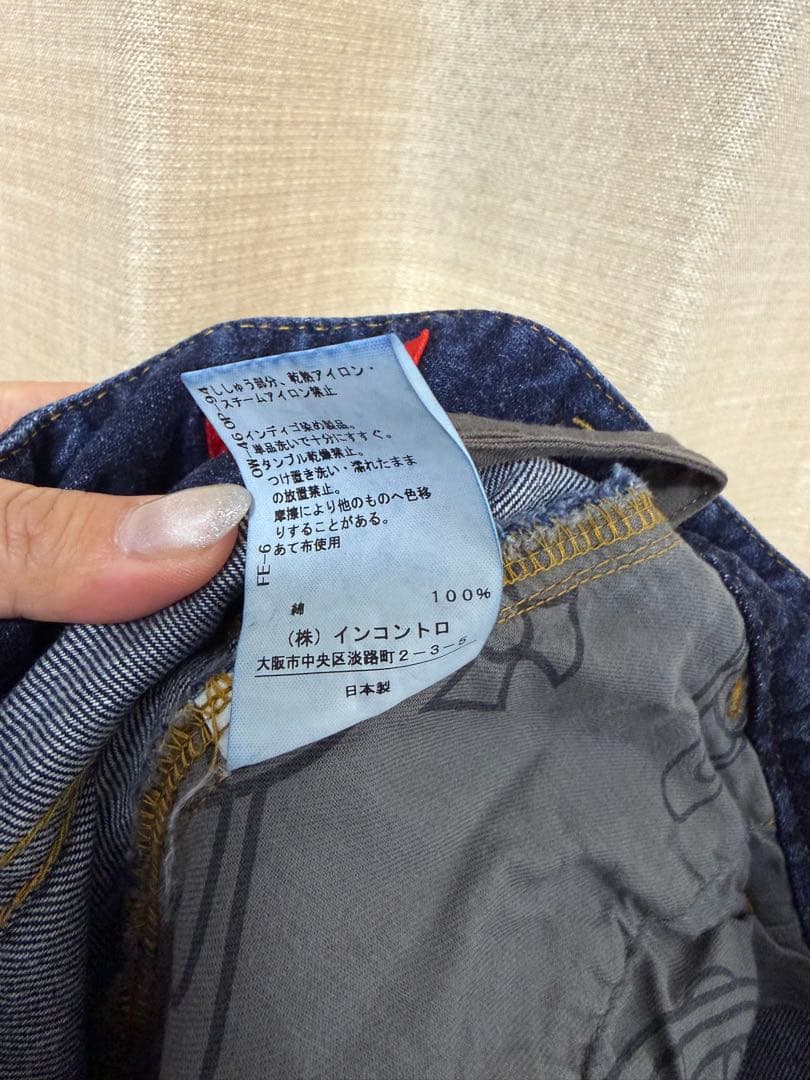 ししゅう部分、乾熱アイロン・
スチームアイロン禁止
インディゴ染め製品。
単品洗いで十分にすすぐ。
タンブル乾燥禁止。
つけ置き洗い・濡れたまま
の放置禁止。
摩擦により他のものへ色移
りすることがある。
あて布使用
FE-6
綿 100%
(株) インコントロ
大阪市中央区淡路町2-3-5
日本製